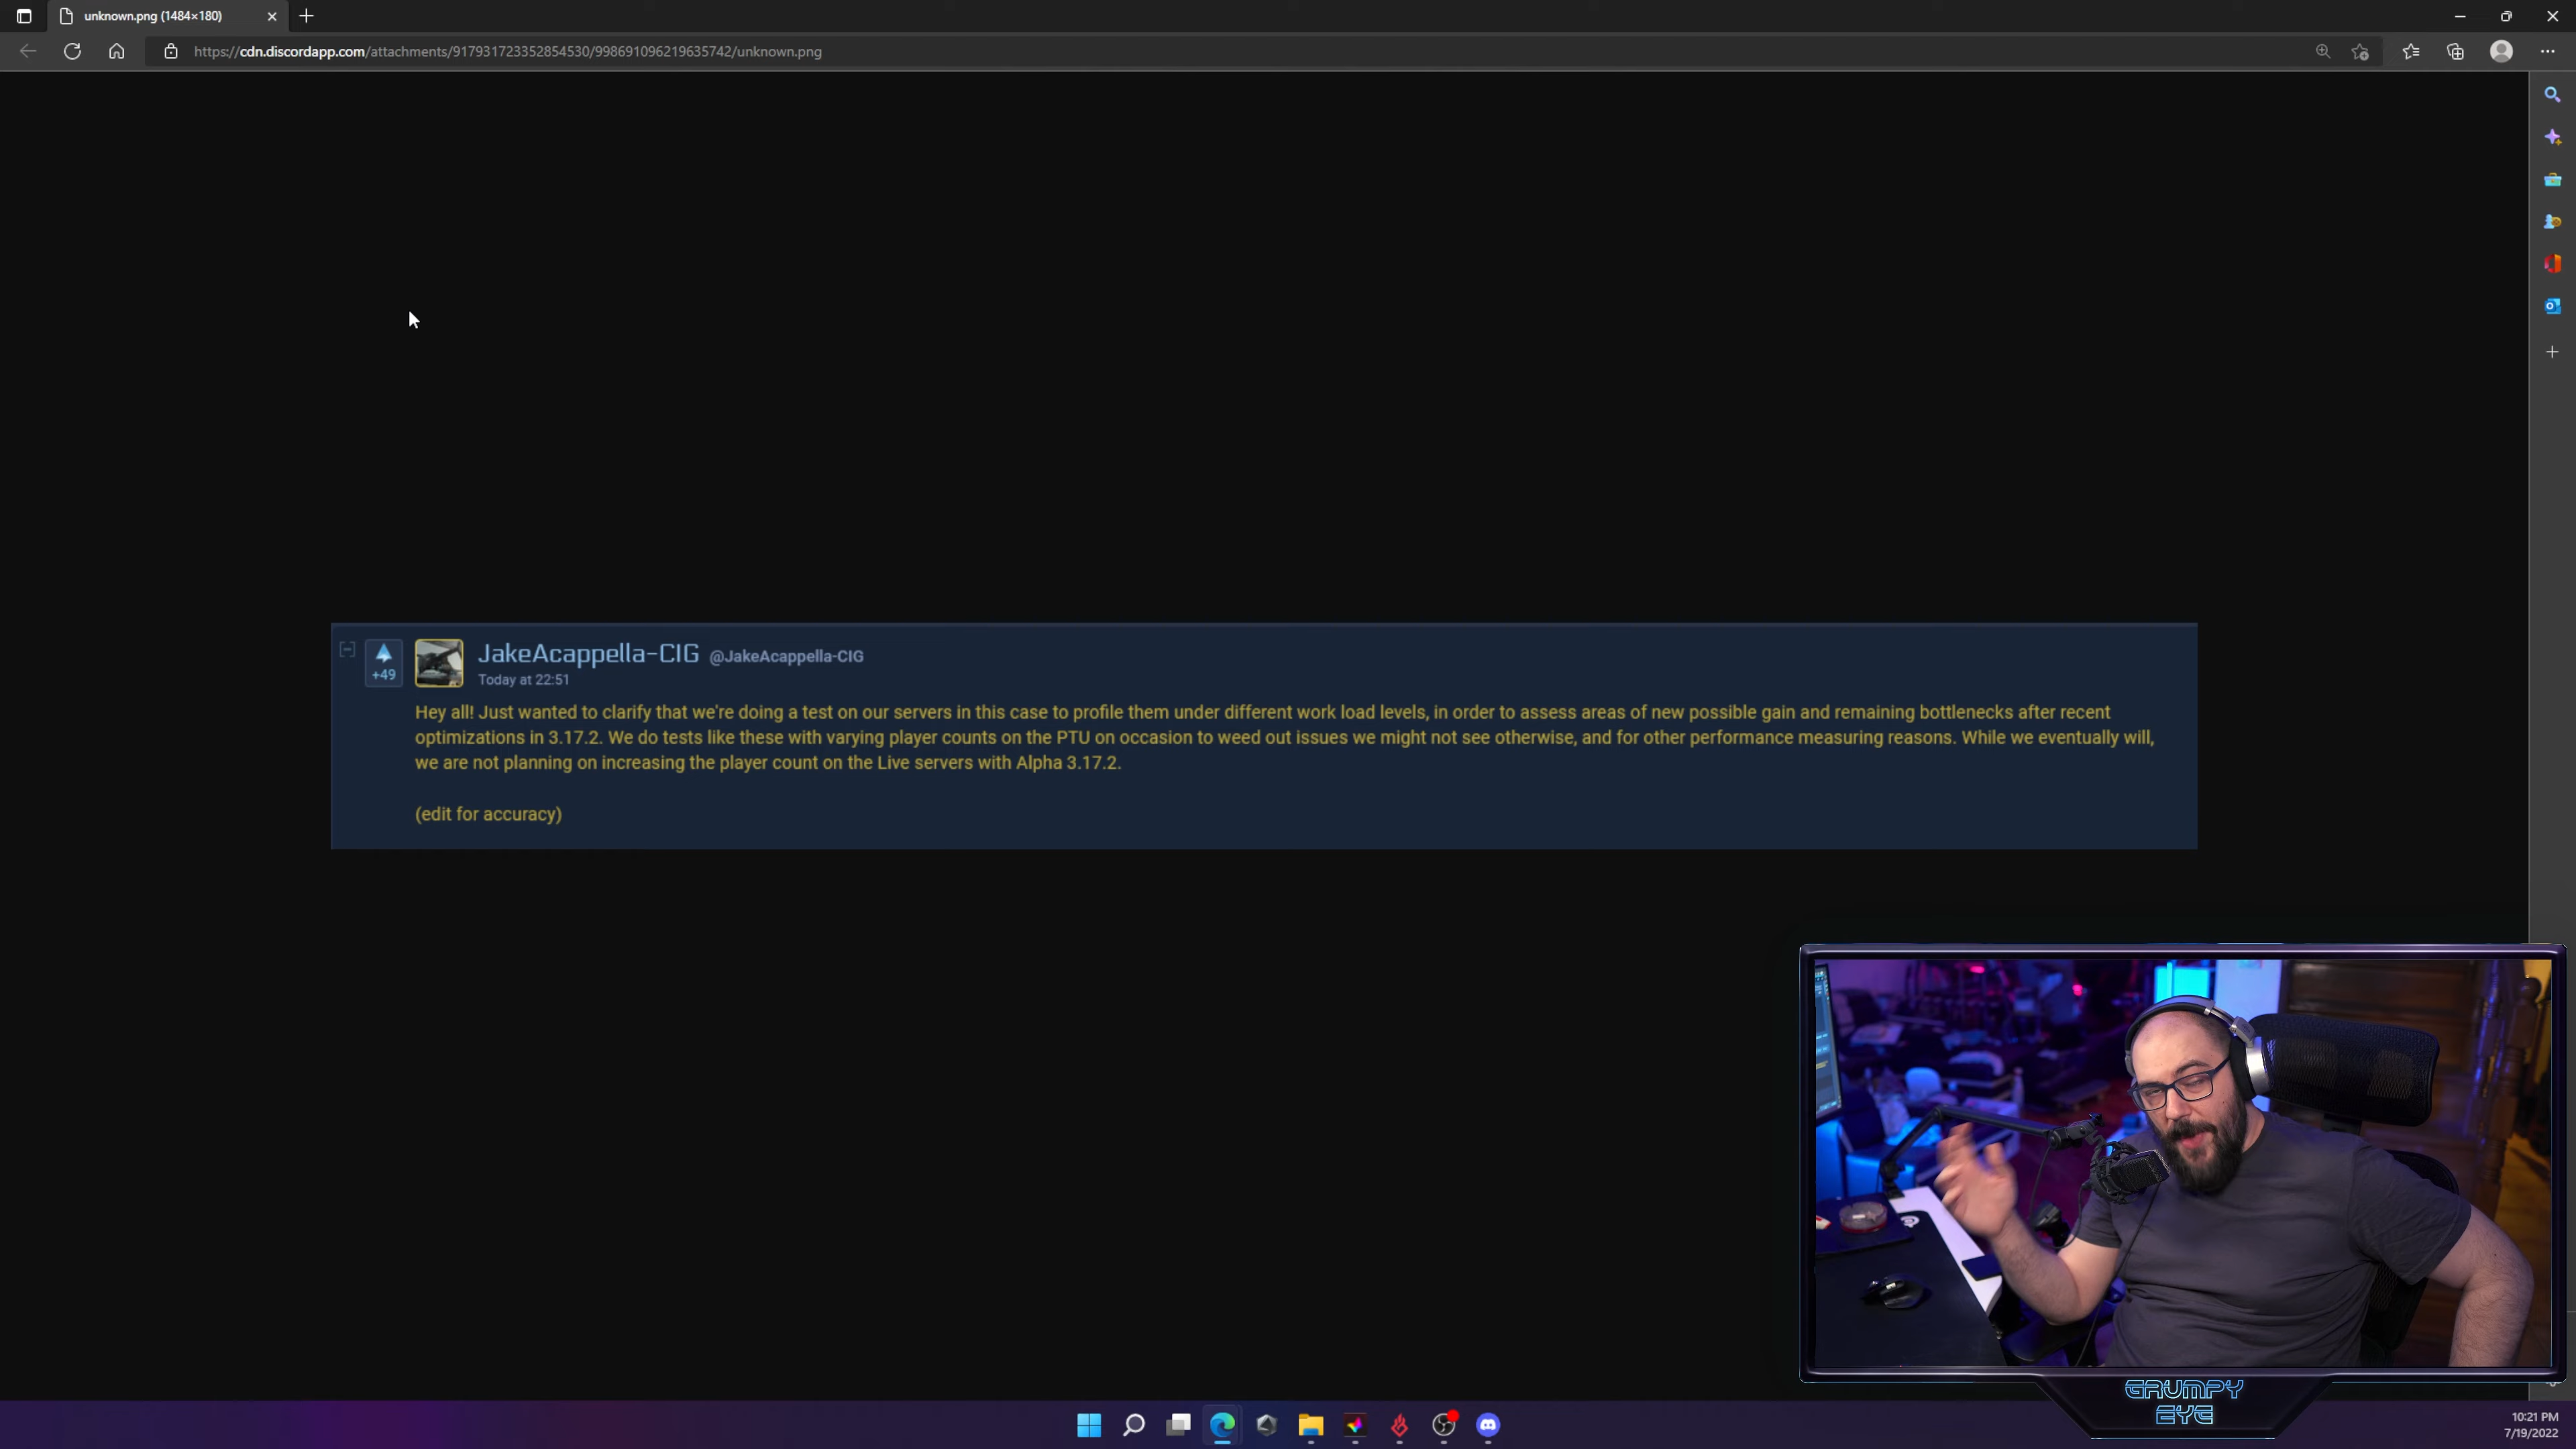 unknown.png (1484×180)
https://cdn.discordapp.com/attachments/917931723352854530/998691096219635742/unknown.png
[-]
+49
JakeAcappella-CIG @JakeAcappella-CIG
Today at 22:51
Hey all! Just wanted to clarify that we're doing a test on our servers in this case to profile them under different work load levels, in order to assess areas of new possible gain and remaining bottlenecks after recent
optimizations in 3.17.2. We do tests like these with varying player counts on the PTU on occasion to weed out issues we might not see otherwise, and for other performance measuring reasons. While we eventually will,
we are not planning on increasing the player count on the Live servers with Alpha 3.17.2.
(edit for accuracy)
GRUMPY
EYE
10:21 PM
7/19/2022